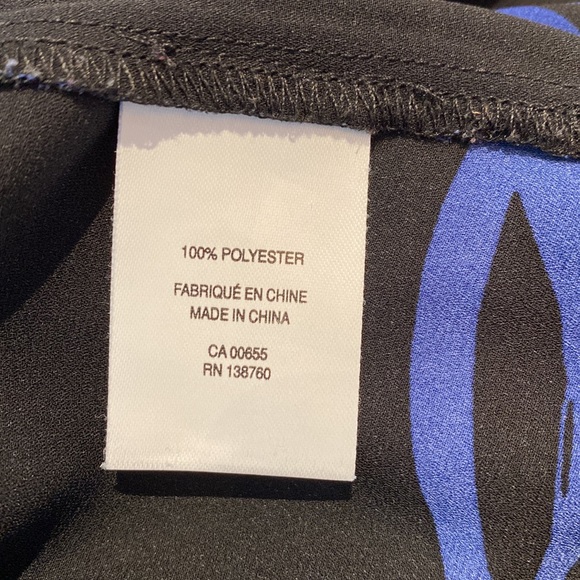 100% POLYESTER
FABRIQUÉ EN CHINE
MADE IN CHINA
CA 00655
RN 138760